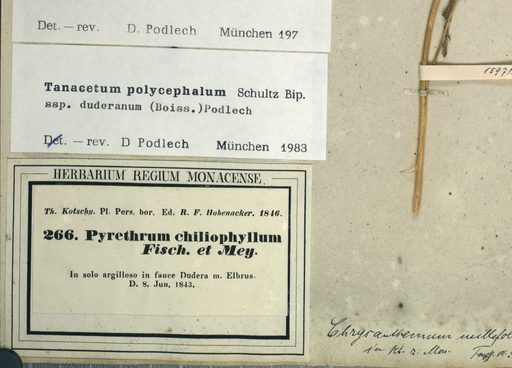 Det. — rev. D. Podlech München 197
Tanacetum polycephalum Schultz Bip.
ssp. duderanum (Boiss.)Podlech
Det. — rev. D Podlech München 1983
HERBARIUM REGIUM MONACENSE.
Th. Kotschy. Pl. Pers. bor. Ed. R. F. Hohenacker. 1846.
266. Pyrethrum chiliophyllum
Fisch. et Mey.
In solo argilloso in fauce Dudera m. Elbrus.
D. 8. Jun. 1843.
Chrysanthemum millefol